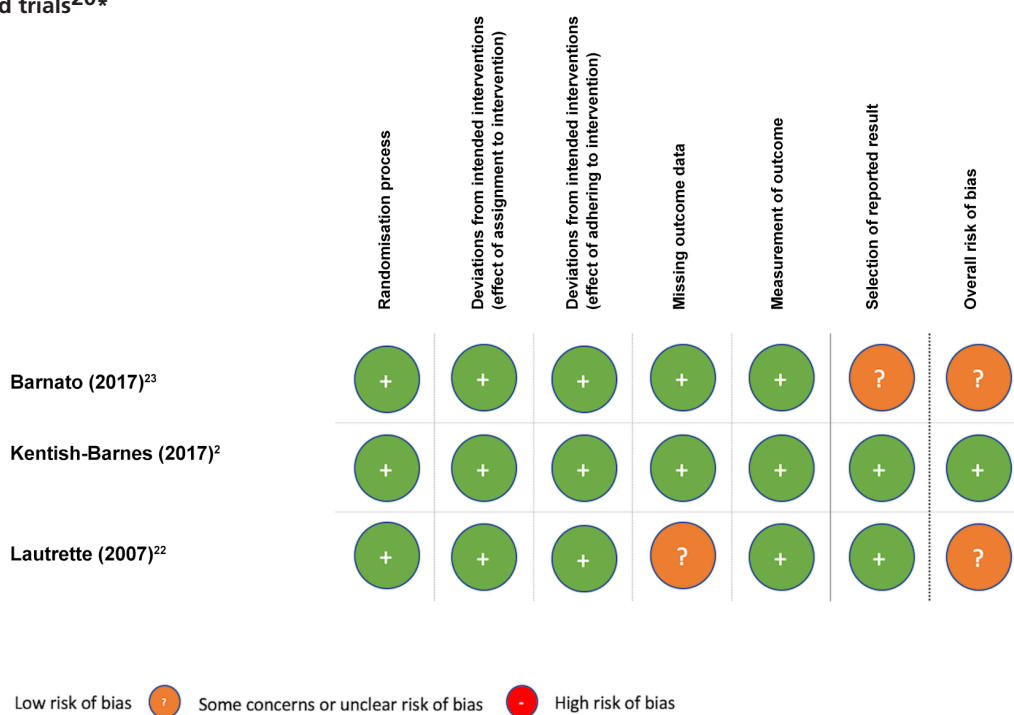 d trials20*
Randomisation process
Deviations from intended interventions
(effect of assignment to intervention)
Deviations from intended interventions
(effect of adhering to intervention)
Missing outcome data
Measurement of outcome
Selection of reported result
Overall risk of bias
Barnato (2017)23
+ + + + + ? ?
Kentish-Barnes (2017)2
+ + + + + + +
Lautrette (2007)22
+ + + ? + + ?
Low risk of bias ? Some concerns or unclear risk of bias - High risk of bias